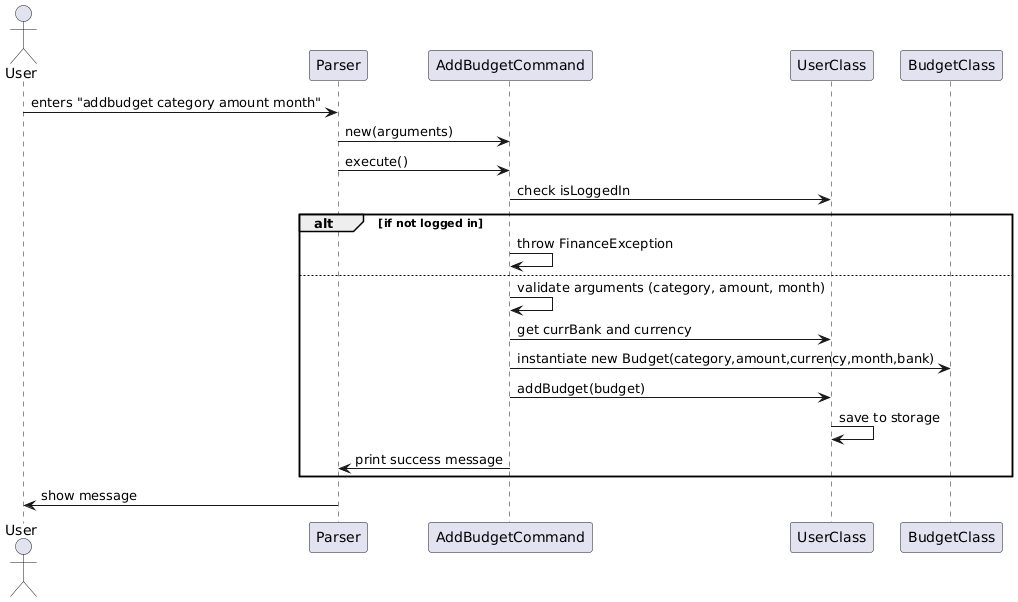 User
Parser
AddBudgetCommand
UserClass
BudgetClass
enters "addbudget category amount month"
new(arguments)
execute()
check isLoggedIn
alt
[if not logged in]
throw FinanceException
validate arguments (category, amount, month)
get currBank and currency
instantiate new Budget(category,amount,currency,month,bank)
addBudget(budget)
save to storage
print success message
show message
User
Parser
AddBudgetCommand
UserClass
BudgetClass